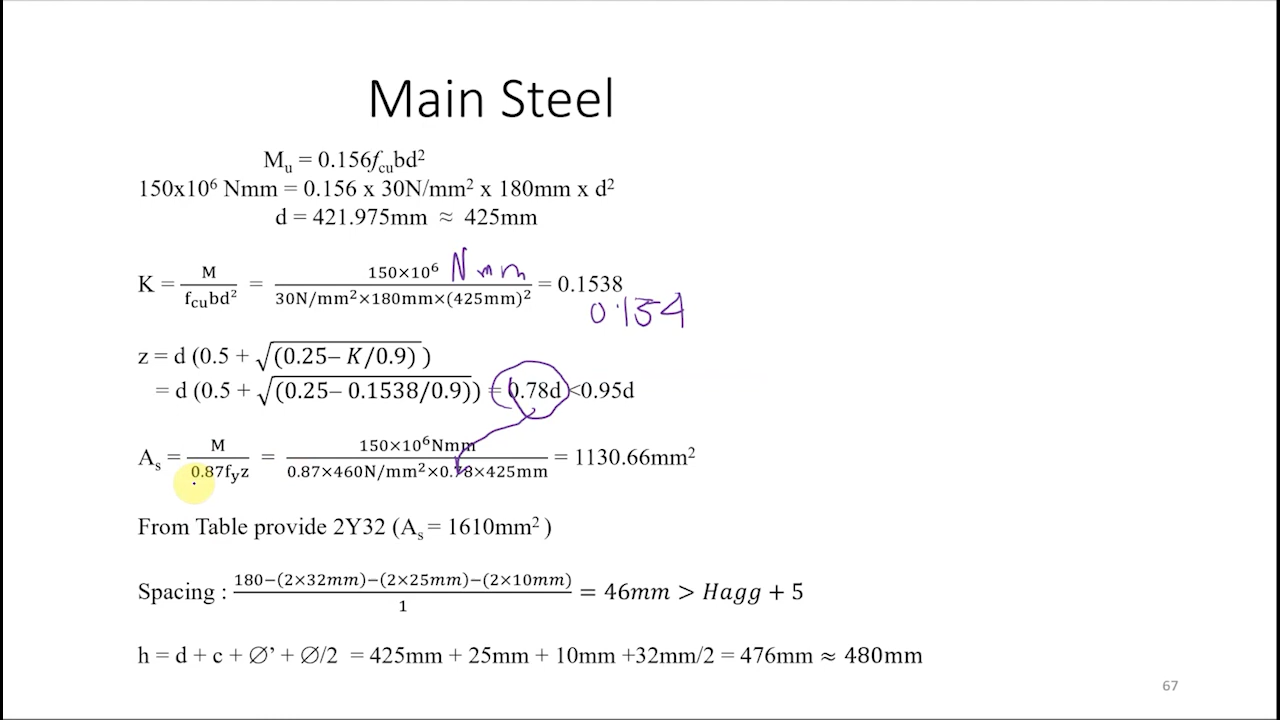 Main Steel
Mu = 0.156fcubd²
150x10⁶ Nmm = 0.156 x 30N/mm² x 180mm x d²
d = 421.975mm ≈ 425mm
K = M/fcubd² = 150×10⁶ Nmm/30N/mm²×180mm×(425mm)² = 0.1538
0.154
z = d (0.5 + √(0.25– K/0.9) )
= d (0.5 + √(0.25– 0.1538/0.9)) = 0.78d <0.95d
As = M/0.87fyz = 150×10⁶Nmm/0.87×460N/mm²×0.78×425mm = 1130.66mm²
From Table provide 2Y32 (As = 1610mm² )
Spacing : 180−(2×32mm)−(2×25mm)−(2×10mm)/1 = 46mm > Hagg + 5
h = d + c + ∅’ + ∅/2 = 425mm + 25mm + 10mm +32mm/2 = 476mm ≈ 480mm
67